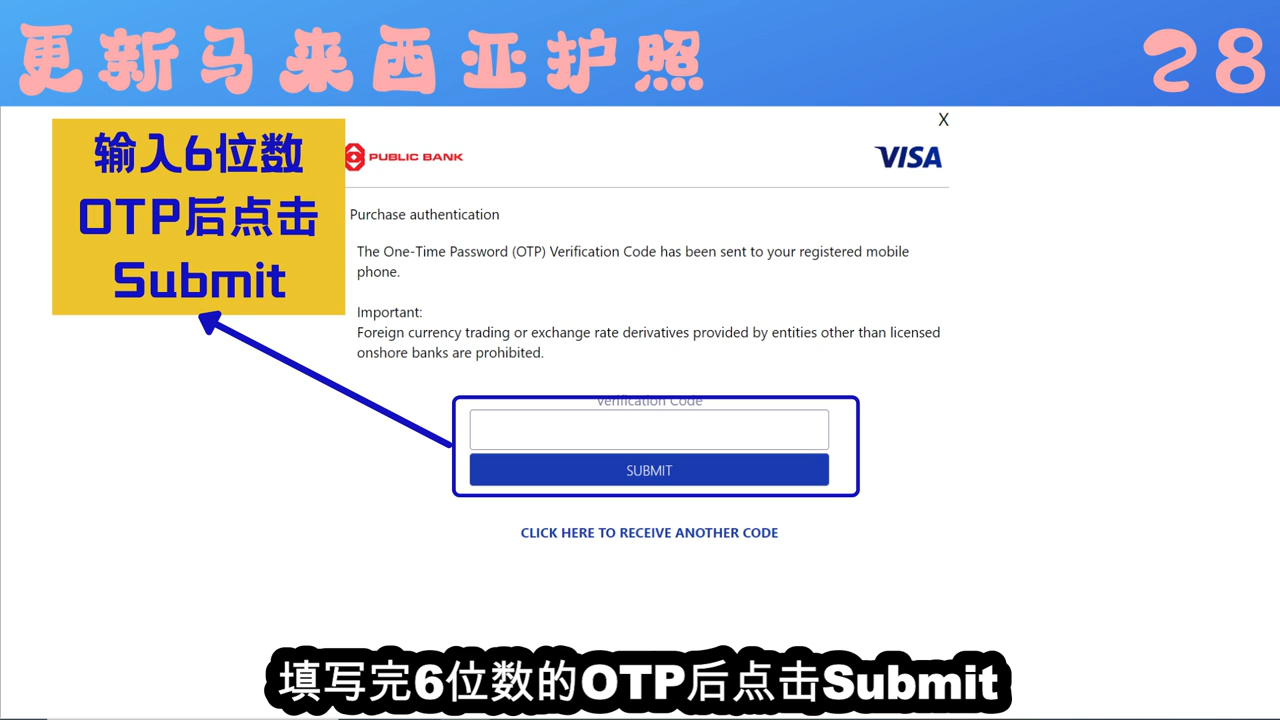 更新马来西亚护照
28
输入6位数
OTP后点击
Submit
X
PUBLIC BANK
VISA
Purchase authentication
The One-Time Password (OTP) Verification Code has been sent to your registered mobile
phone.
Important:
Foreign currency trading or exchange rate derivatives provided by entities other than licensed
onshore banks are prohibited.
Verification Code
SUBMIT
CLICK HERE TO RECEIVE ANOTHER CODE
填写完6位数的OTP后点击Submit